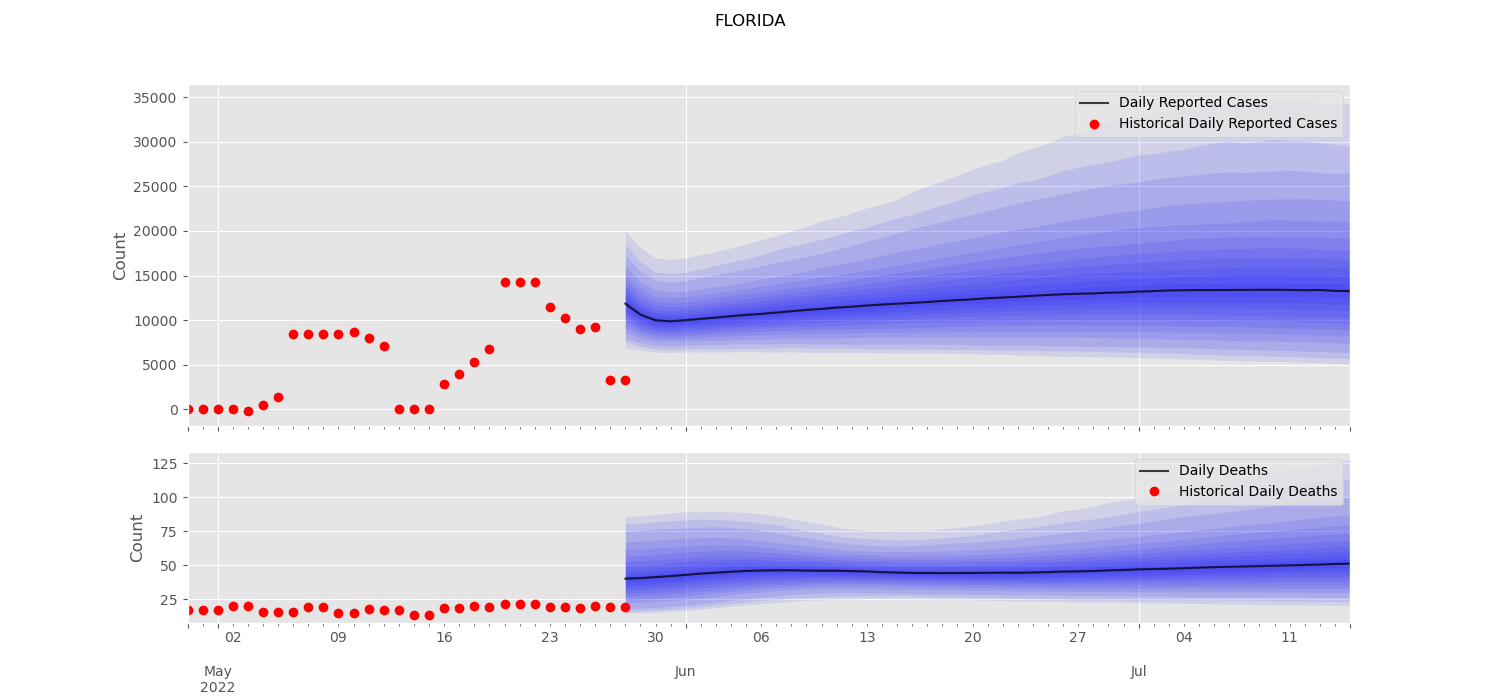 FLORIDA
35000
30000
25000
20000
15000
10000
5000
0
Count
Daily Reported Cases
Historical Daily Reported Cases
125
100
75
50
25
Count
Daily Deaths
Historical Daily Deaths
02 09 16 23 30 06 13 20 27 04 11
May Jun Jul
2022